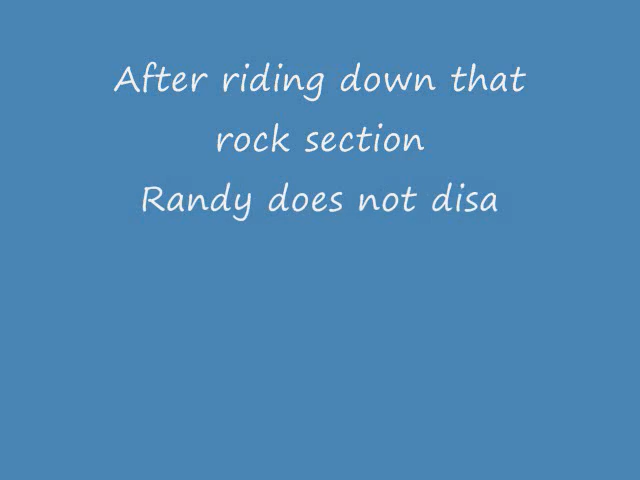 After riding down that
rock section
Randy does not disa